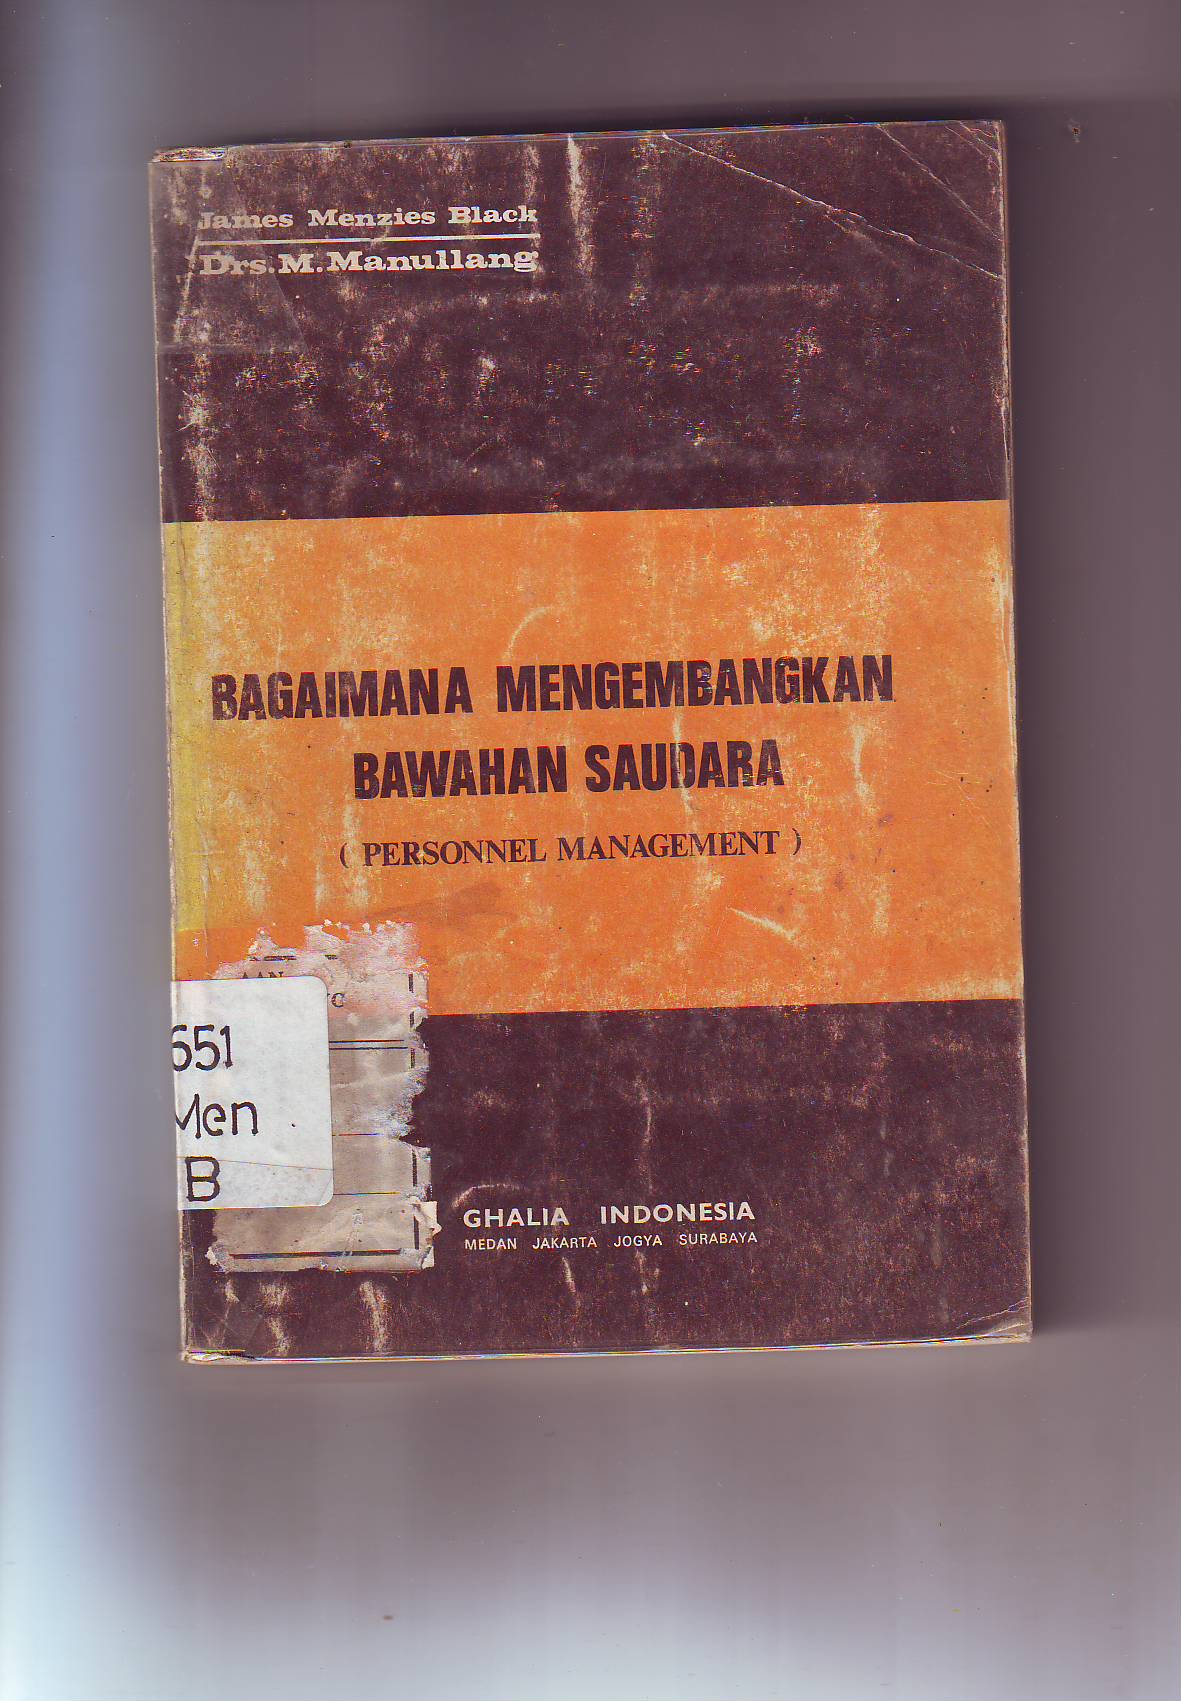 James Menzies Black
Drs. M. Manullang
BAGAIMANA MENGEMBANGKAN
BAWAHAN SAUDARA
( PERSONNEL MANAGEMENT )
651
Men
B
GHALIA INDONESIA
MEDAN JAKARTA JOGYA SURABAYA